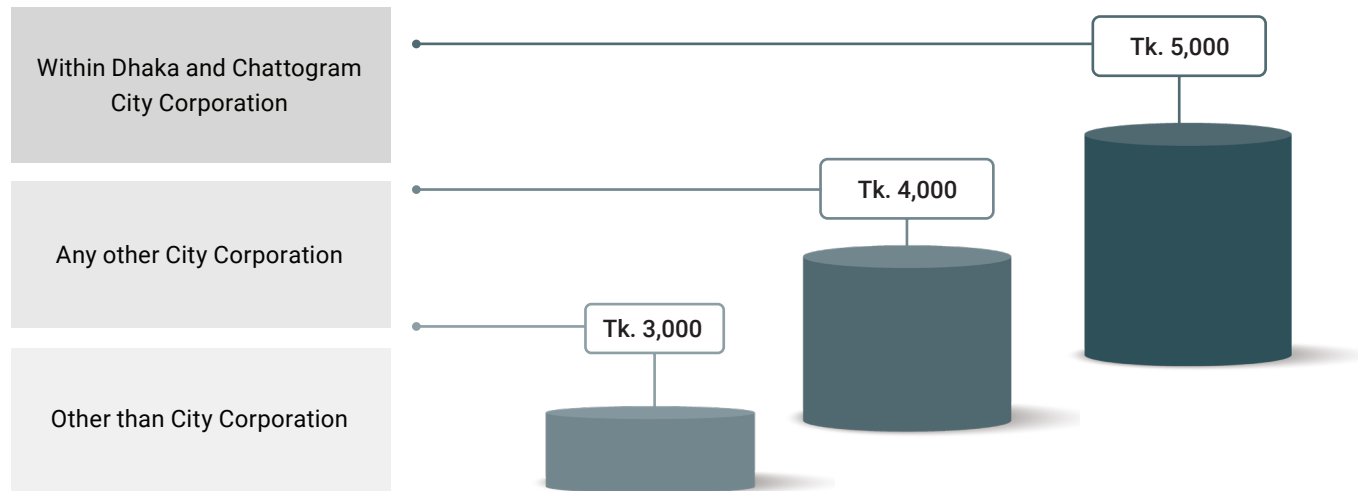 Within Dhaka and Chattogram
City Corporation
Tk. 5,000
Any other City Corporation
Tk. 4,000
Other than City Corporation
Tk. 3,000